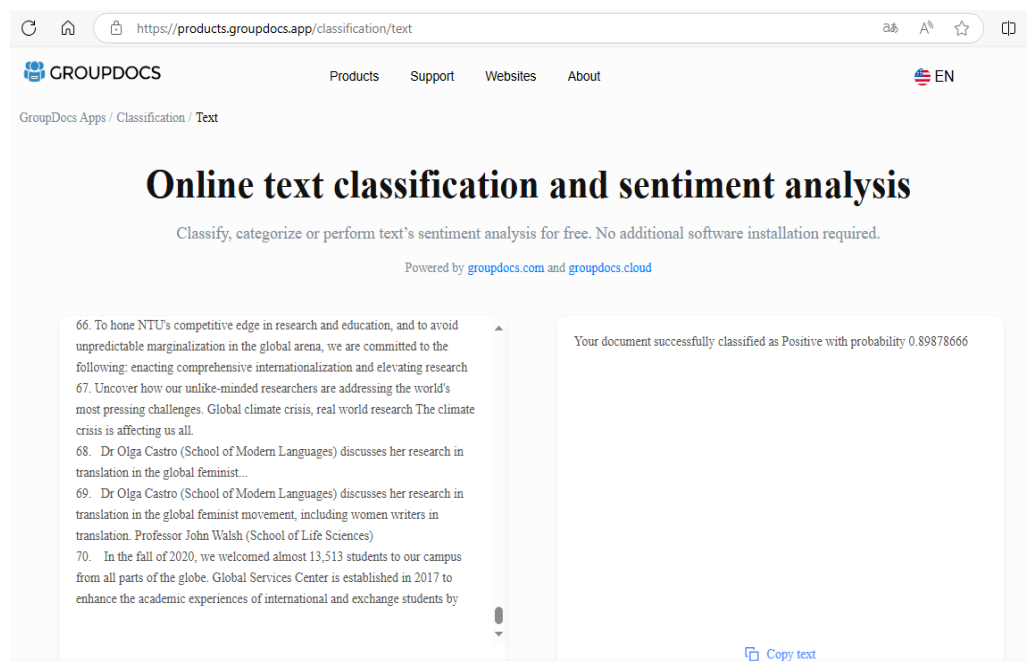 https://products.groupdocs.app/classification/text
GROUPDOCS
Products Support Websites About
EN
GroupDocs Apps / Classification / Text
Online text classification and sentiment analysis
Classify, categorize or perform text's sentiment analysis for free. No additional software installation required.
Powered by groupdocs.com and groupdocs.cloud
66. To hone NTU's competitive edge in research and education, and to avoid
unpredictable marginalization in the global arena, we are committed to the
following: enacting comprehensive internationalization and elevating research
67. Uncover how our unlike-minded researchers are addressing the world's
most pressing challenges. Global climate crisis, real world research The climate
crisis is affecting us all.
68. Dr Olga Castro (School of Modern Languages) discusses her research in
translation in the global feminist...
69. Dr Olga Castro (School of Modern Languages) discusses her research in
translation in the global feminist movement, including women writers in
translation. Professor John Walsh (School of Life Sciences)
70. In the fall of 2020, we welcomed almost 13,513 students to our campus
from all parts of the globe. Global Services Center is established in 2017 to
enhance the academic experiences of international and exchange students by
Your document successfully classified as Positive with probability 0.89878666
Copy text